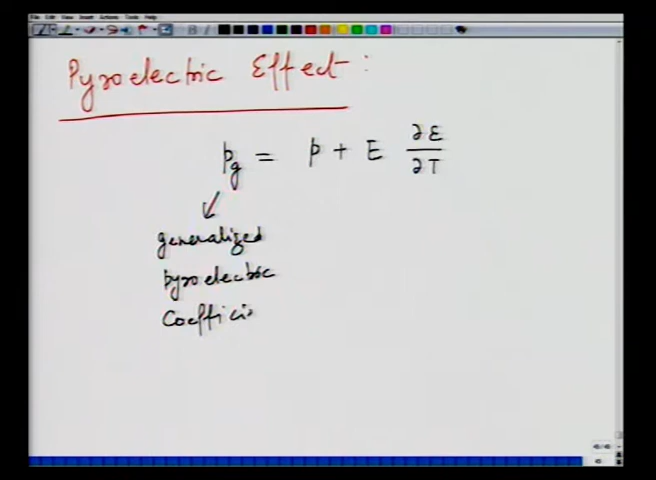 Pyroelectric Effect :
pg = p + E ∂ε/∂T
generalized
pyroelectric
Coeffici